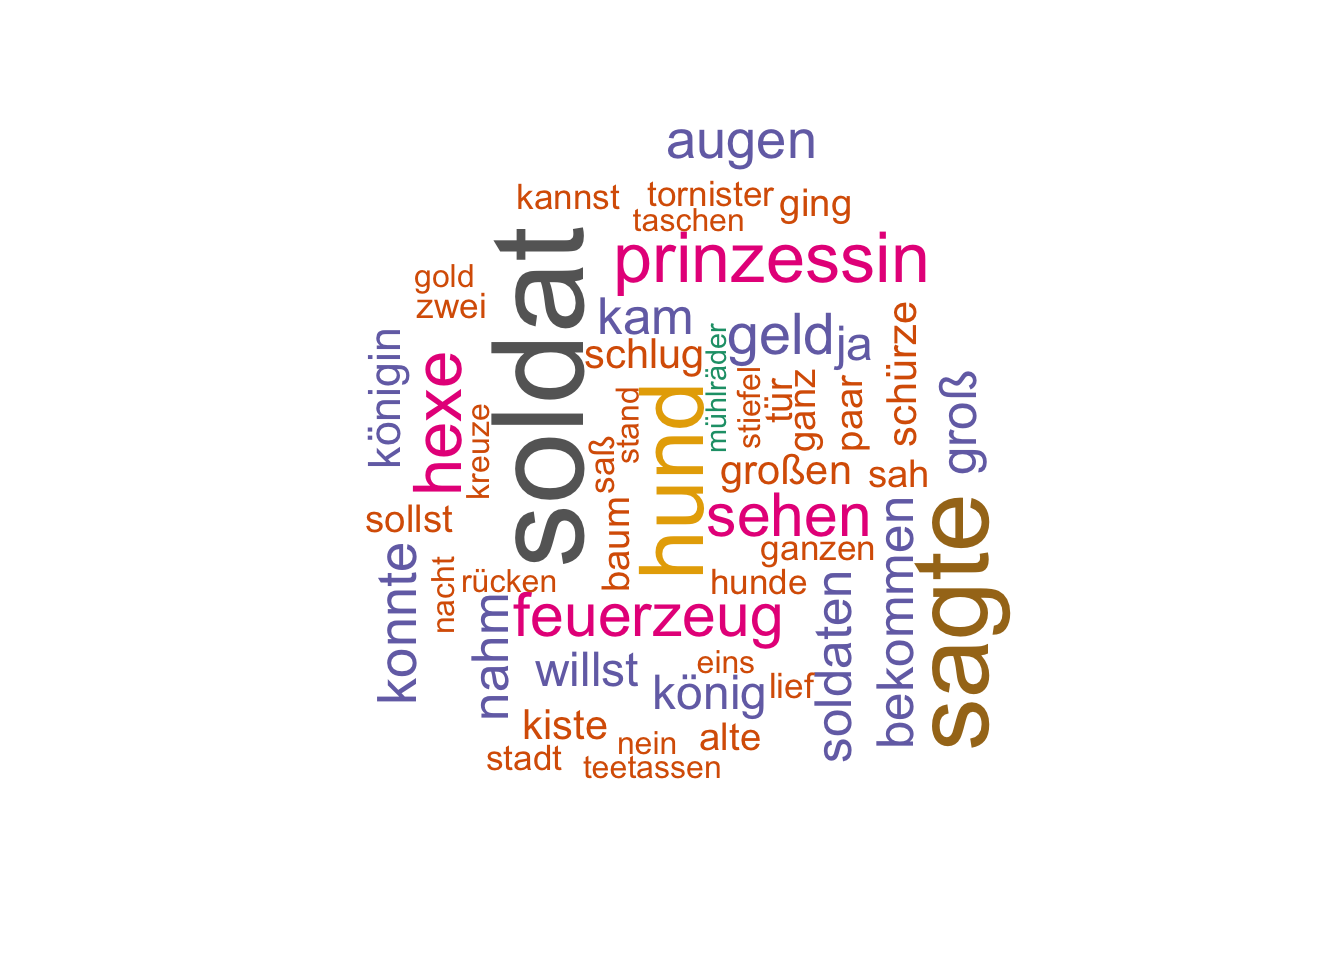 augen
kannst
tornister
ging
taschen
soldat
prinzessin
gold
zwei
kam
geld
ja
schürze
königin
schlug
mühlräder
hexe
kreuze
stand
hund
stiefel
tür
ganz
paar
groß
saß
großen
sah
sollst
baum
sehen
bekommen
sagte
konnte
nacht
rücken
ganzen
hunde
nahm
feuerzeug
soldaten
willst
eins
könig
lief
kiste
nein
alte
stadt
teetassen